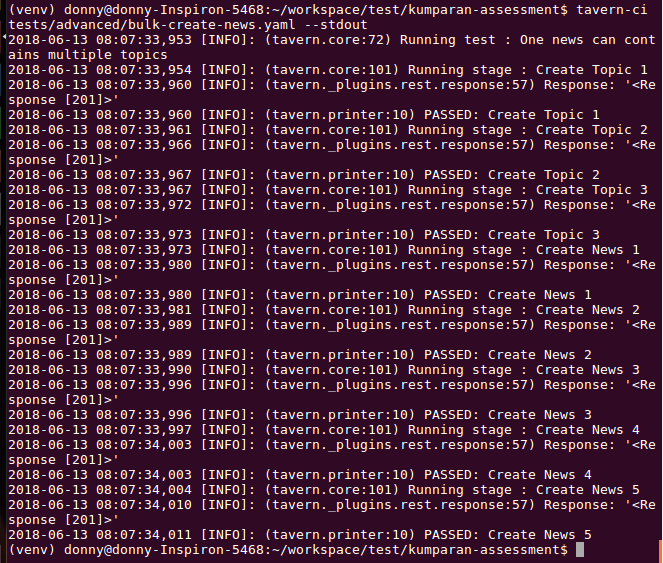 (venv) donny@donny-Inspiron-5468:~/workspace/test/kumparan-assessment$ tavern-ci
tests/advanced/bulk-create-news.yaml --stdout
2018-06-13 08:07:33,953 [INFO]: (tavern.core:72) Running test : One news can cont
ains multiple topics
2018-06-13 08:07:33,954 [INFO]: (tavern.core:101) Running stage : Create Topic 1
2018-06-13 08:07:33,960 [INFO]: (tavern._plugins.rest.response:57) Response: '<Re
sponse [201]>'
2018-06-13 08:07:33,960 [INFO]: (tavern.printer:10) PASSED: Create Topic 1
2018-06-13 08:07:33,961 [INFO]: (tavern.core:101) Running stage : Create Topic 2
2018-06-13 08:07:33,966 [INFO]: (tavern._plugins.rest.response:57) Response: '<Re
sponse [201]>'
2018-06-13 08:07:33,967 [INFO]: (tavern.printer:10) PASSED: Create Topic 2
2018-06-13 08:07:33,967 [INFO]: (tavern.core:101) Running stage : Create Topic 3
2018-06-13 08:07:33,972 [INFO]: (tavern._plugins.rest.response:57) Response: '<Re
sponse [201]>'
2018-06-13 08:07:33,973 [INFO]: (tavern.printer:10) PASSED: Create Topic 3
2018-06-13 08:07:33,973 [INFO]: (tavern.core:101) Running stage : Create News 1
2018-06-13 08:07:33,980 [INFO]: (tavern._plugins.rest.response:57) Response: '<Re
sponse [201]>'
2018-06-13 08:07:33,980 [INFO]: (tavern.printer:10) PASSED: Create News 1
2018-06-13 08:07:33,981 [INFO]: (tavern.core:101) Running stage : Create News 2
2018-06-13 08:07:33,989 [INFO]: (tavern._plugins.rest.response:57) Response: '<Re
sponse [201]>'
2018-06-13 08:07:33,989 [INFO]: (tavern.printer:10) PASSED: Create News 2
2018-06-13 08:07:33,990 [INFO]: (tavern.core:101) Running stage : Create News 3
2018-06-13 08:07:33,996 [INFO]: (tavern._plugins.rest.response:57) Response: '<Re
sponse [201]>'
2018-06-13 08:07:33,996 [INFO]: (tavern.printer:10) PASSED: Create News 3
2018-06-13 08:07:33,997 [INFO]: (tavern.core:101) Running stage : Create News 4
2018-06-13 08:07:34,003 [INFO]: (tavern._plugins.rest.response:57) Response: '<Re
sponse [201]>'
2018-06-13 08:07:34,003 [INFO]: (tavern.printer:10) PASSED: Create News 4
2018-06-13 08:07:34,004 [INFO]: (tavern.core:101) Running stage : Create News 5
2018-06-13 08:07:34,010 [INFO]: (tavern._plugins.rest.response:57) Response: '<Re
sponse [201]>'
2018-06-13 08:07:34,011 [INFO]: (tavern.printer:10) PASSED: Create News 5
(venv) donny@donny-Inspiron-5468:~/workspace/test/kumparan-assessment$